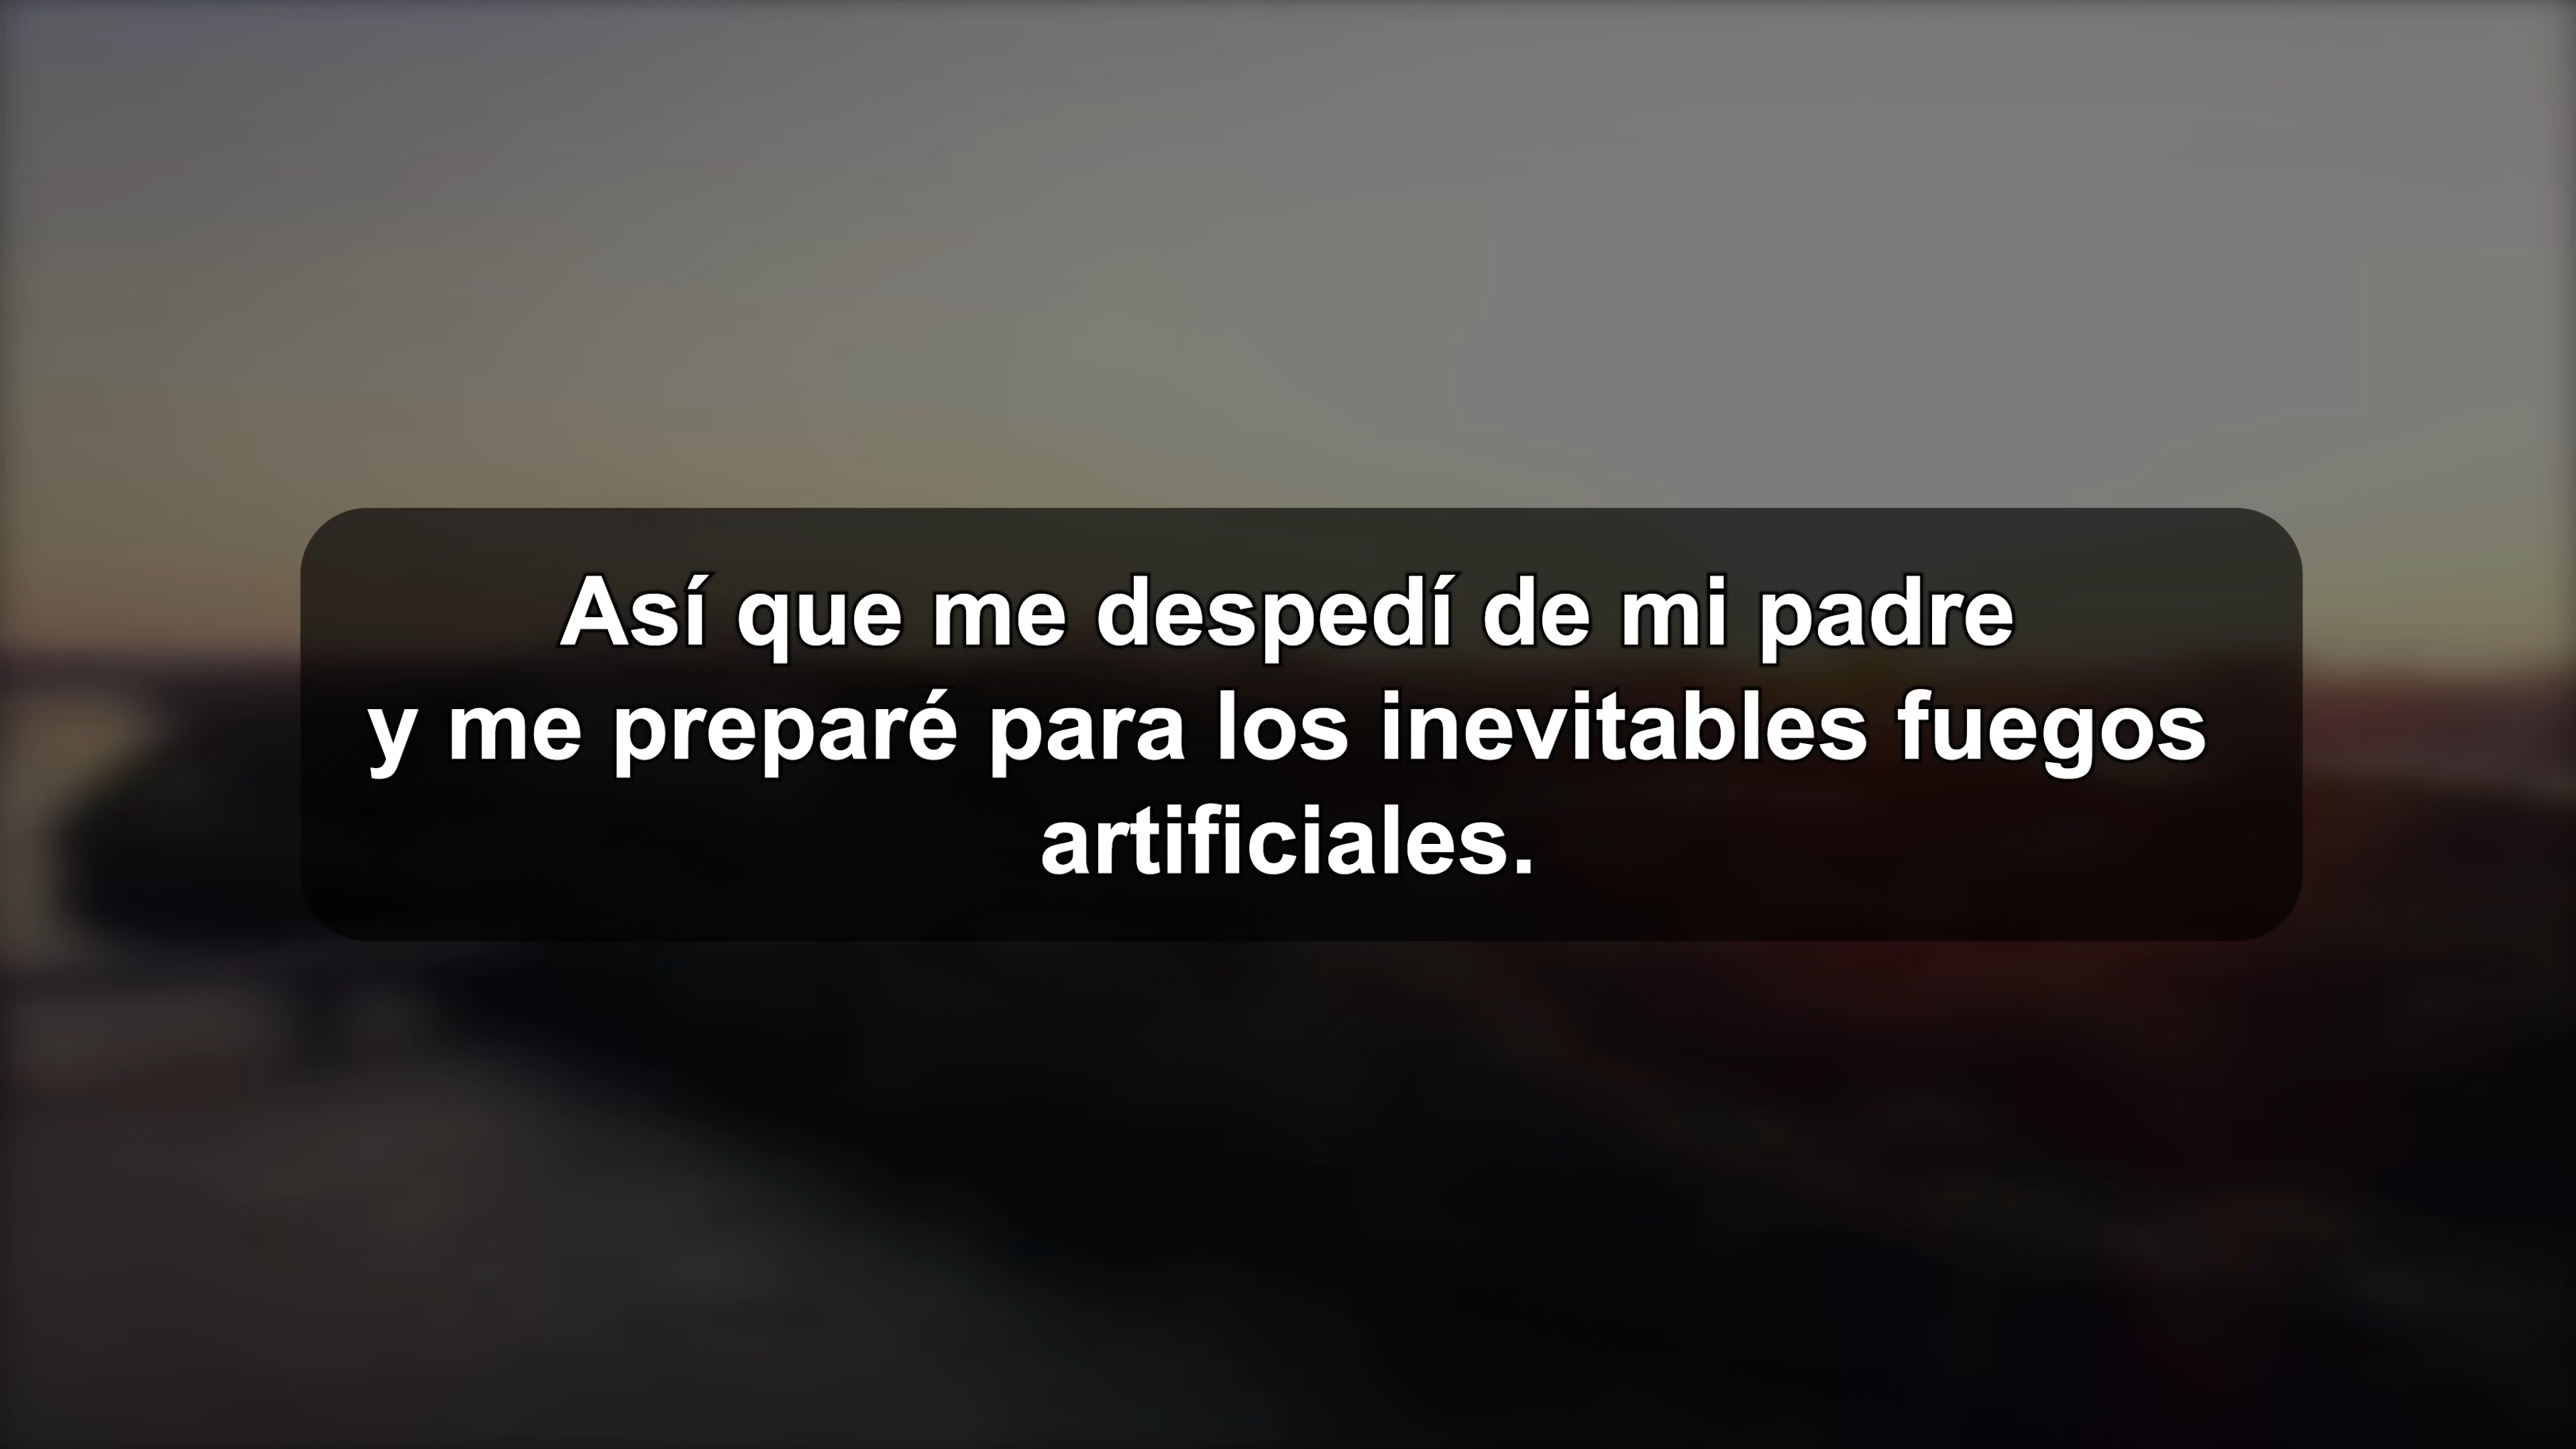 Así que me despedí de mi padre
y me preparé para los inevitables fuegos
artificiales.